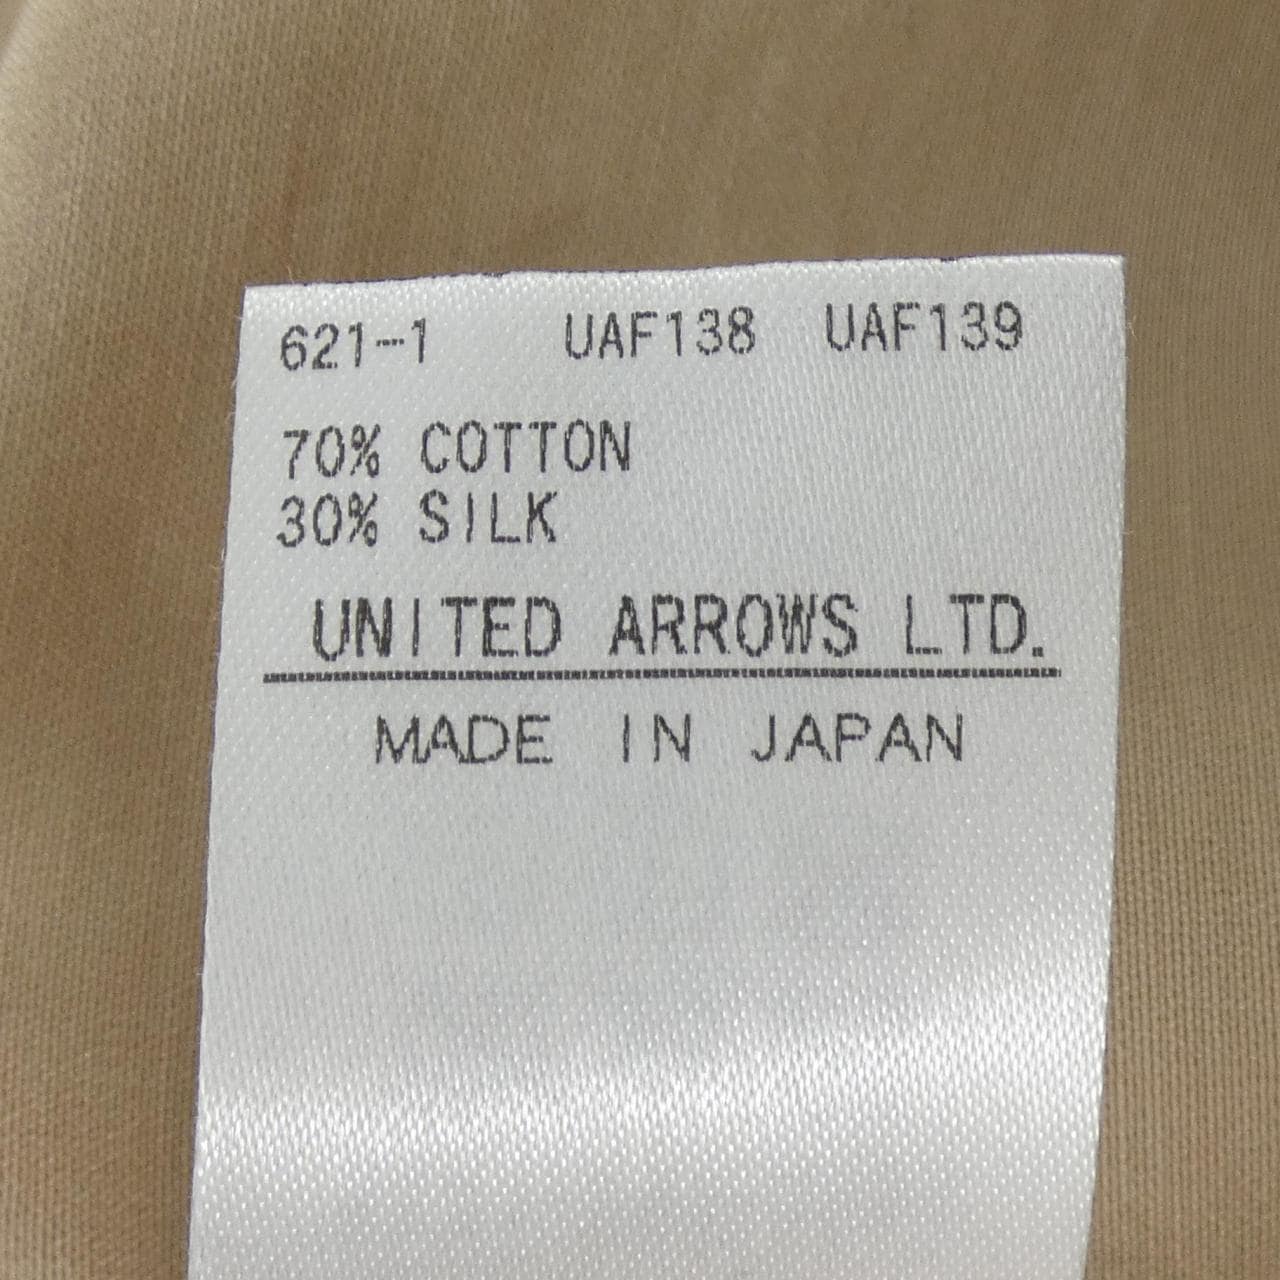 621-1 UAF138 UAF139
70% COTTON
30% SILK
UNITED ARROWS LTD.
MADE IN JAPAN